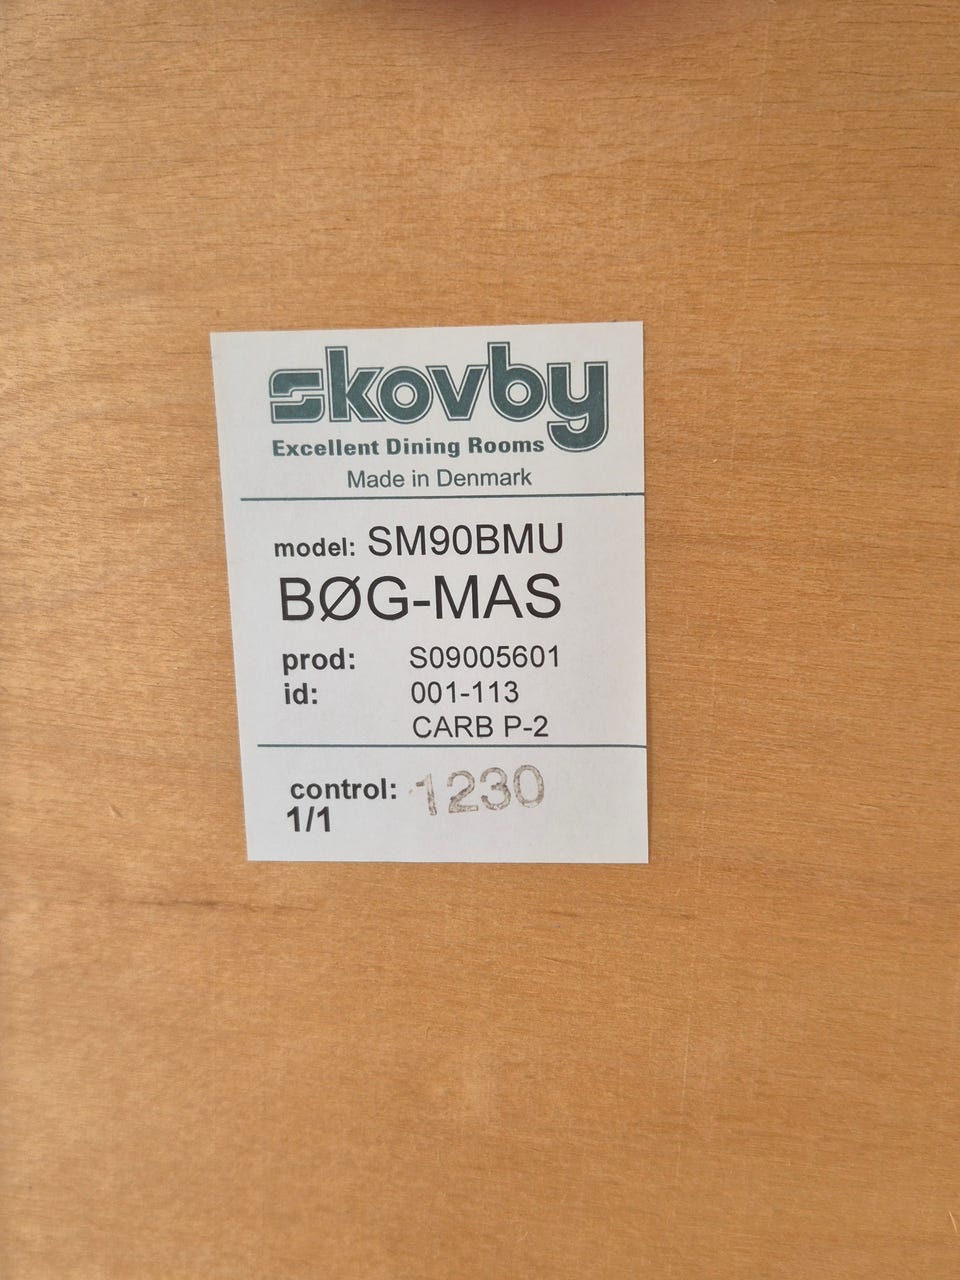 skovby
Excellent Dining Rooms
Made in Denmark
model: SM90BMU
BØG-MAS
prod: S09005601
id: 001-113
CARB P-2
control: 1230
1/1